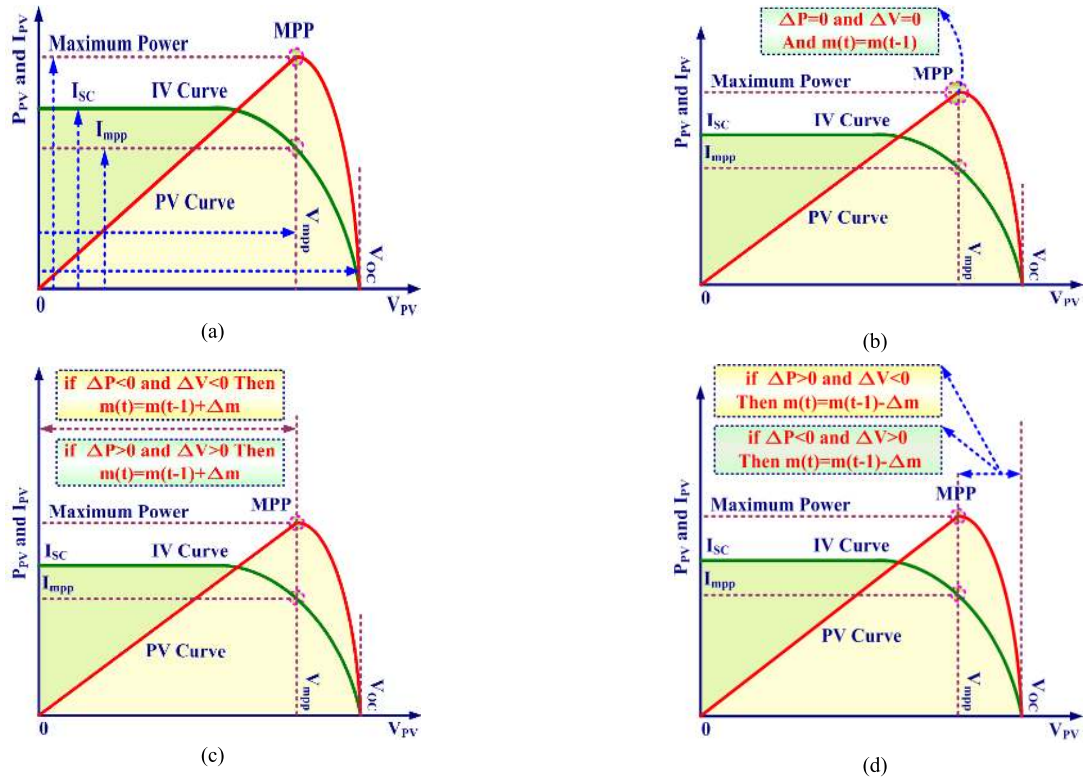 P_PV and I_PV
Maximum Power
MPP
I_SC
IV Curve
I_mpp
PV Curve
V_mpp
V_OC
0
V_PV
(a)
ΔP=0 and ΔV=0
And m(t)=m(t-1)
P_PV and I_PV
Maximum Power
MPP
I_SC
IV Curve
I_mpp
PV Curve
V_mpp
V_OC
0
V_PV
(b)
if ΔP<0 and ΔV<0 Then
m(t)=m(t-1)+Δm
if ΔP>0 and ΔV>0 Then
m(t)=m(t-1)+Δm
P_PV and I_PV
Maximum Power
MPP
I_SC
IV Curve
I_mpp
PV Curve
V_mpp
V_OC
0
V_PV
(c)
if ΔP>0 and ΔV<0
Then m(t)=m(t-1)-Δm
if ΔP<0 and ΔV>0
Then m(t)=m(t-1)-Δm
P_PV and I_PV
Maximum Power
MPP
I_SC
IV Curve
I_mpp
PV Curve
V_mpp
V_OC
0
V_PV
(d)